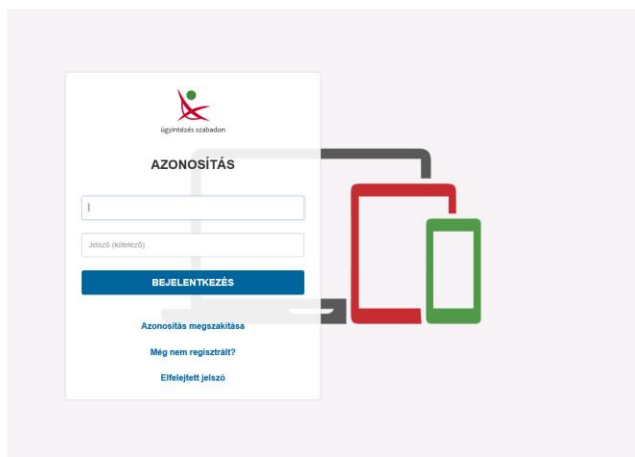 ügyintézés szabadon
AZONOSÍTÁS
Jelszó (kötelező)
BEJELENTKEZÉS
Azonosítás megszakítása
Még nem regisztrált?
Elfelejtett jelszó